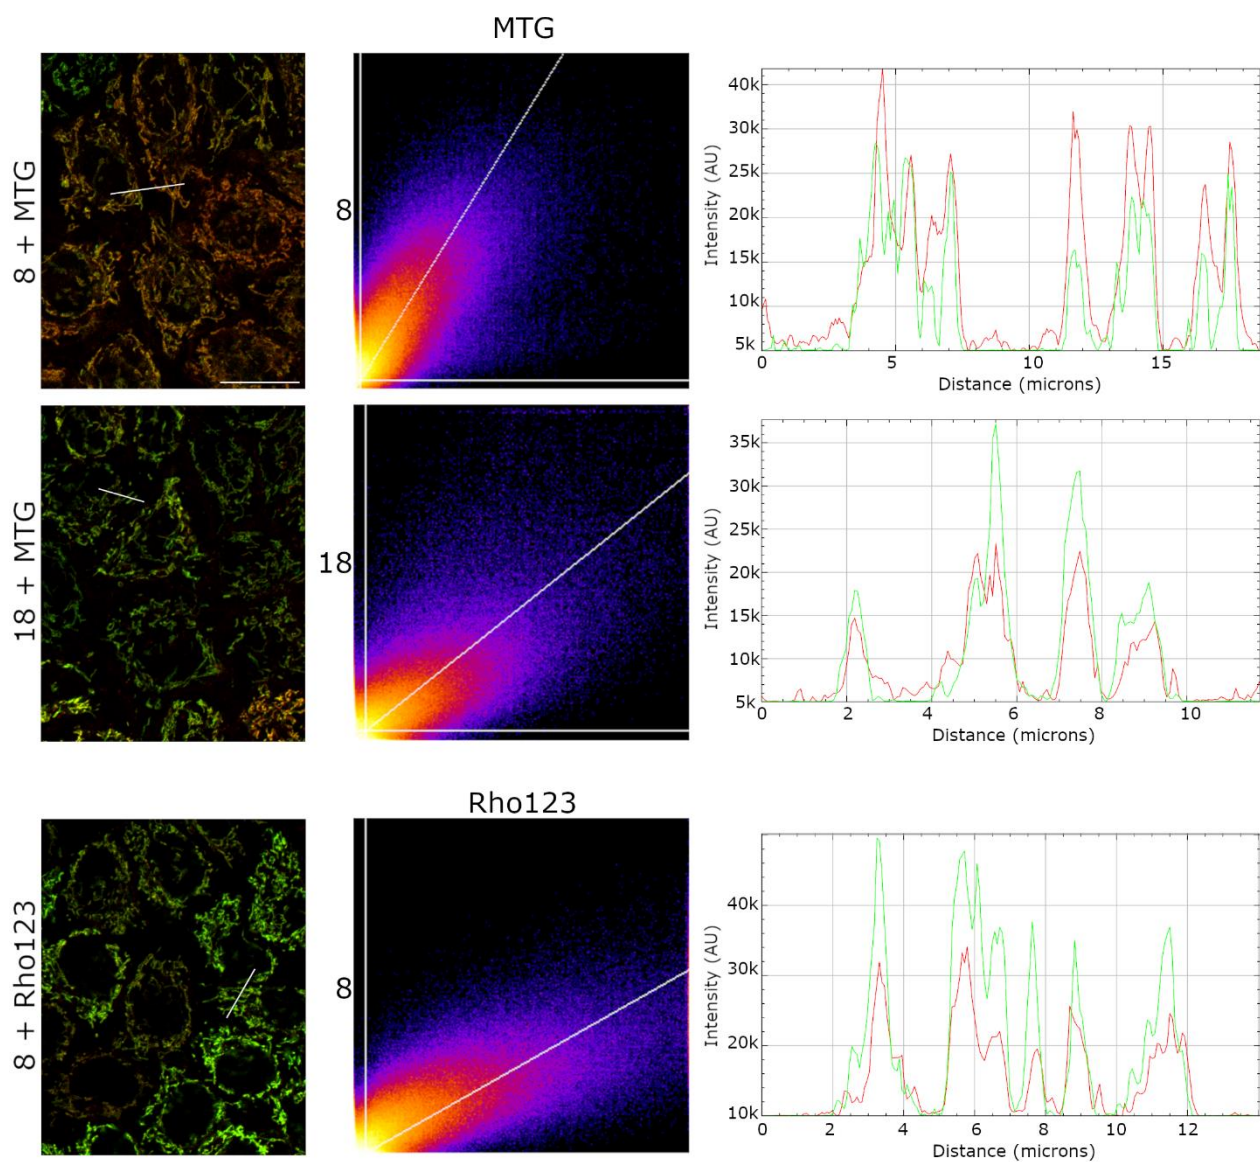 MTG
8 + MTG
8
40k
30k
25k
20k
15k
10k
5k
Intensity (AU)
0 5 10 15
Distance (microns)
18 + MTG
18
35k
30k
25k
20k
15k
10k
5k
Intensity (AU)
0 2 4 6 8 10
Distance (microns)
Rho123
8 + Rho123
8
40k
30k
20k
10k
Intensity (AU)
0 2 4 6 8 10 12
Distance (microns)